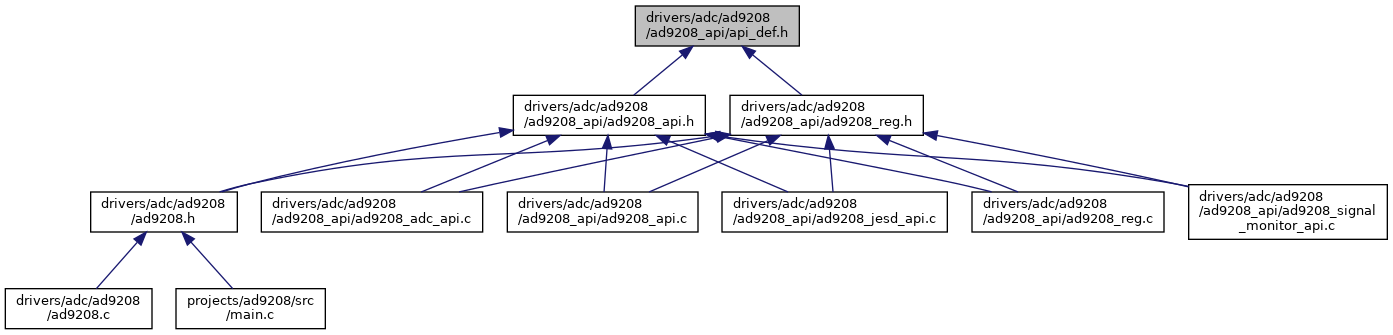 drivers/adc/ad9208
/ad9208_api/api_def.h
drivers/adc/ad9208
/ad9208_api/ad9208_api.h
drivers/adc/ad9208
/ad9208_api/ad9208_reg.h
drivers/adc/ad9208
/ad9208.h
drivers/adc/ad9208
/ad9208_api/ad9208_adc_api.c
drivers/adc/ad9208
/ad9208_api/ad9208_api.c
drivers/adc/ad9208
/ad9208_api/ad9208_jesd_api.c
drivers/adc/ad9208
/ad9208_api/ad9208_reg.c
drivers/adc/ad9208
/ad9208_api/ad9208_signal
_monitor_api.c
drivers/adc/ad9208
/ad9208.c
projects/ad9208/src
/main.c